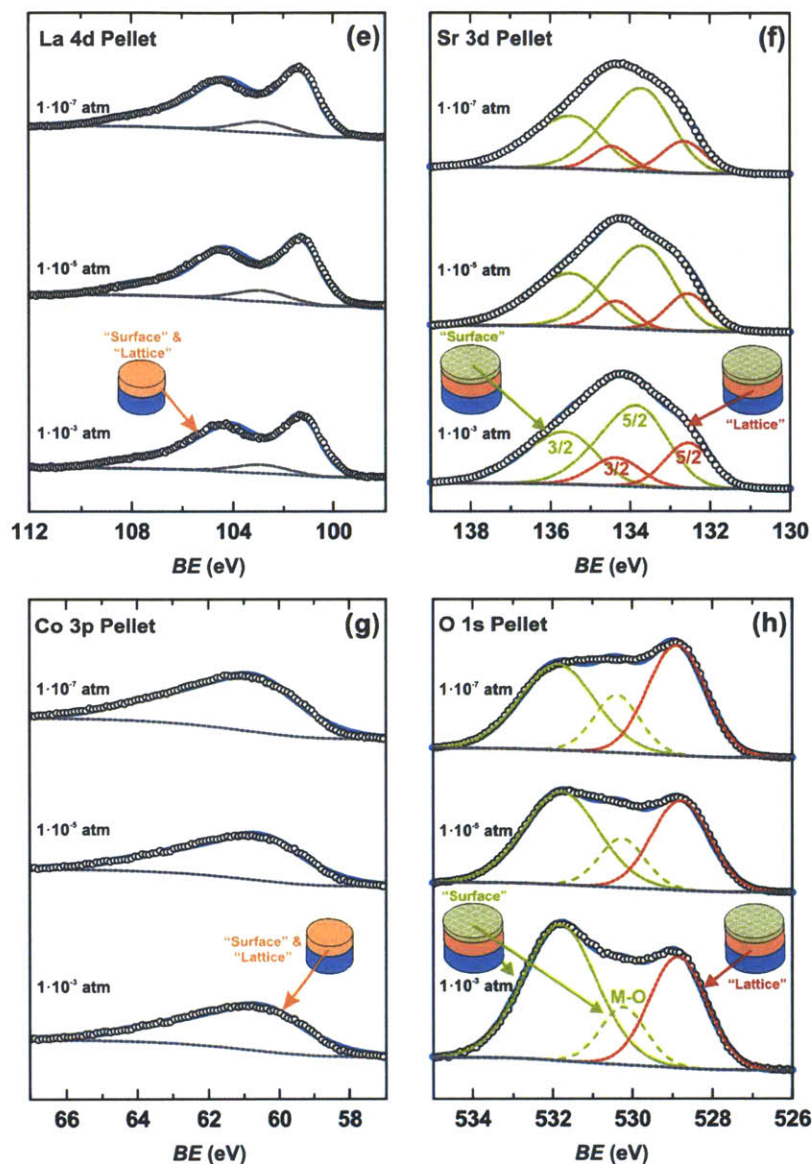 La 4d Pellet (e)
1·10⁻⁷ atm
1·10⁻⁵ atm
"Surface" &
"Lattice"
1·10⁻³ atm
112 108 104 100
BE (eV)
Sr 3d Pellet (f)
1·10⁻⁷ atm
1·10⁻⁵ atm
"Surface"
1·10⁻³ atm
5/2
3/2
3/2
5/2
"Lattice"
138 136 134 132 130
BE (eV)
Co 3p Pellet (g)
1·10⁻⁷ atm
1·10⁻⁵ atm
"Surface" &
"Lattice"
1·10⁻³ atm
66 64 62 60 58
BE (eV)
O 1s Pellet (h)
1·10⁻⁷ atm
1·10⁻⁵ atm
"Surface"
1·10⁻³ atm
M-O
"Lattice"
534 532 530 528 526
BE (eV)